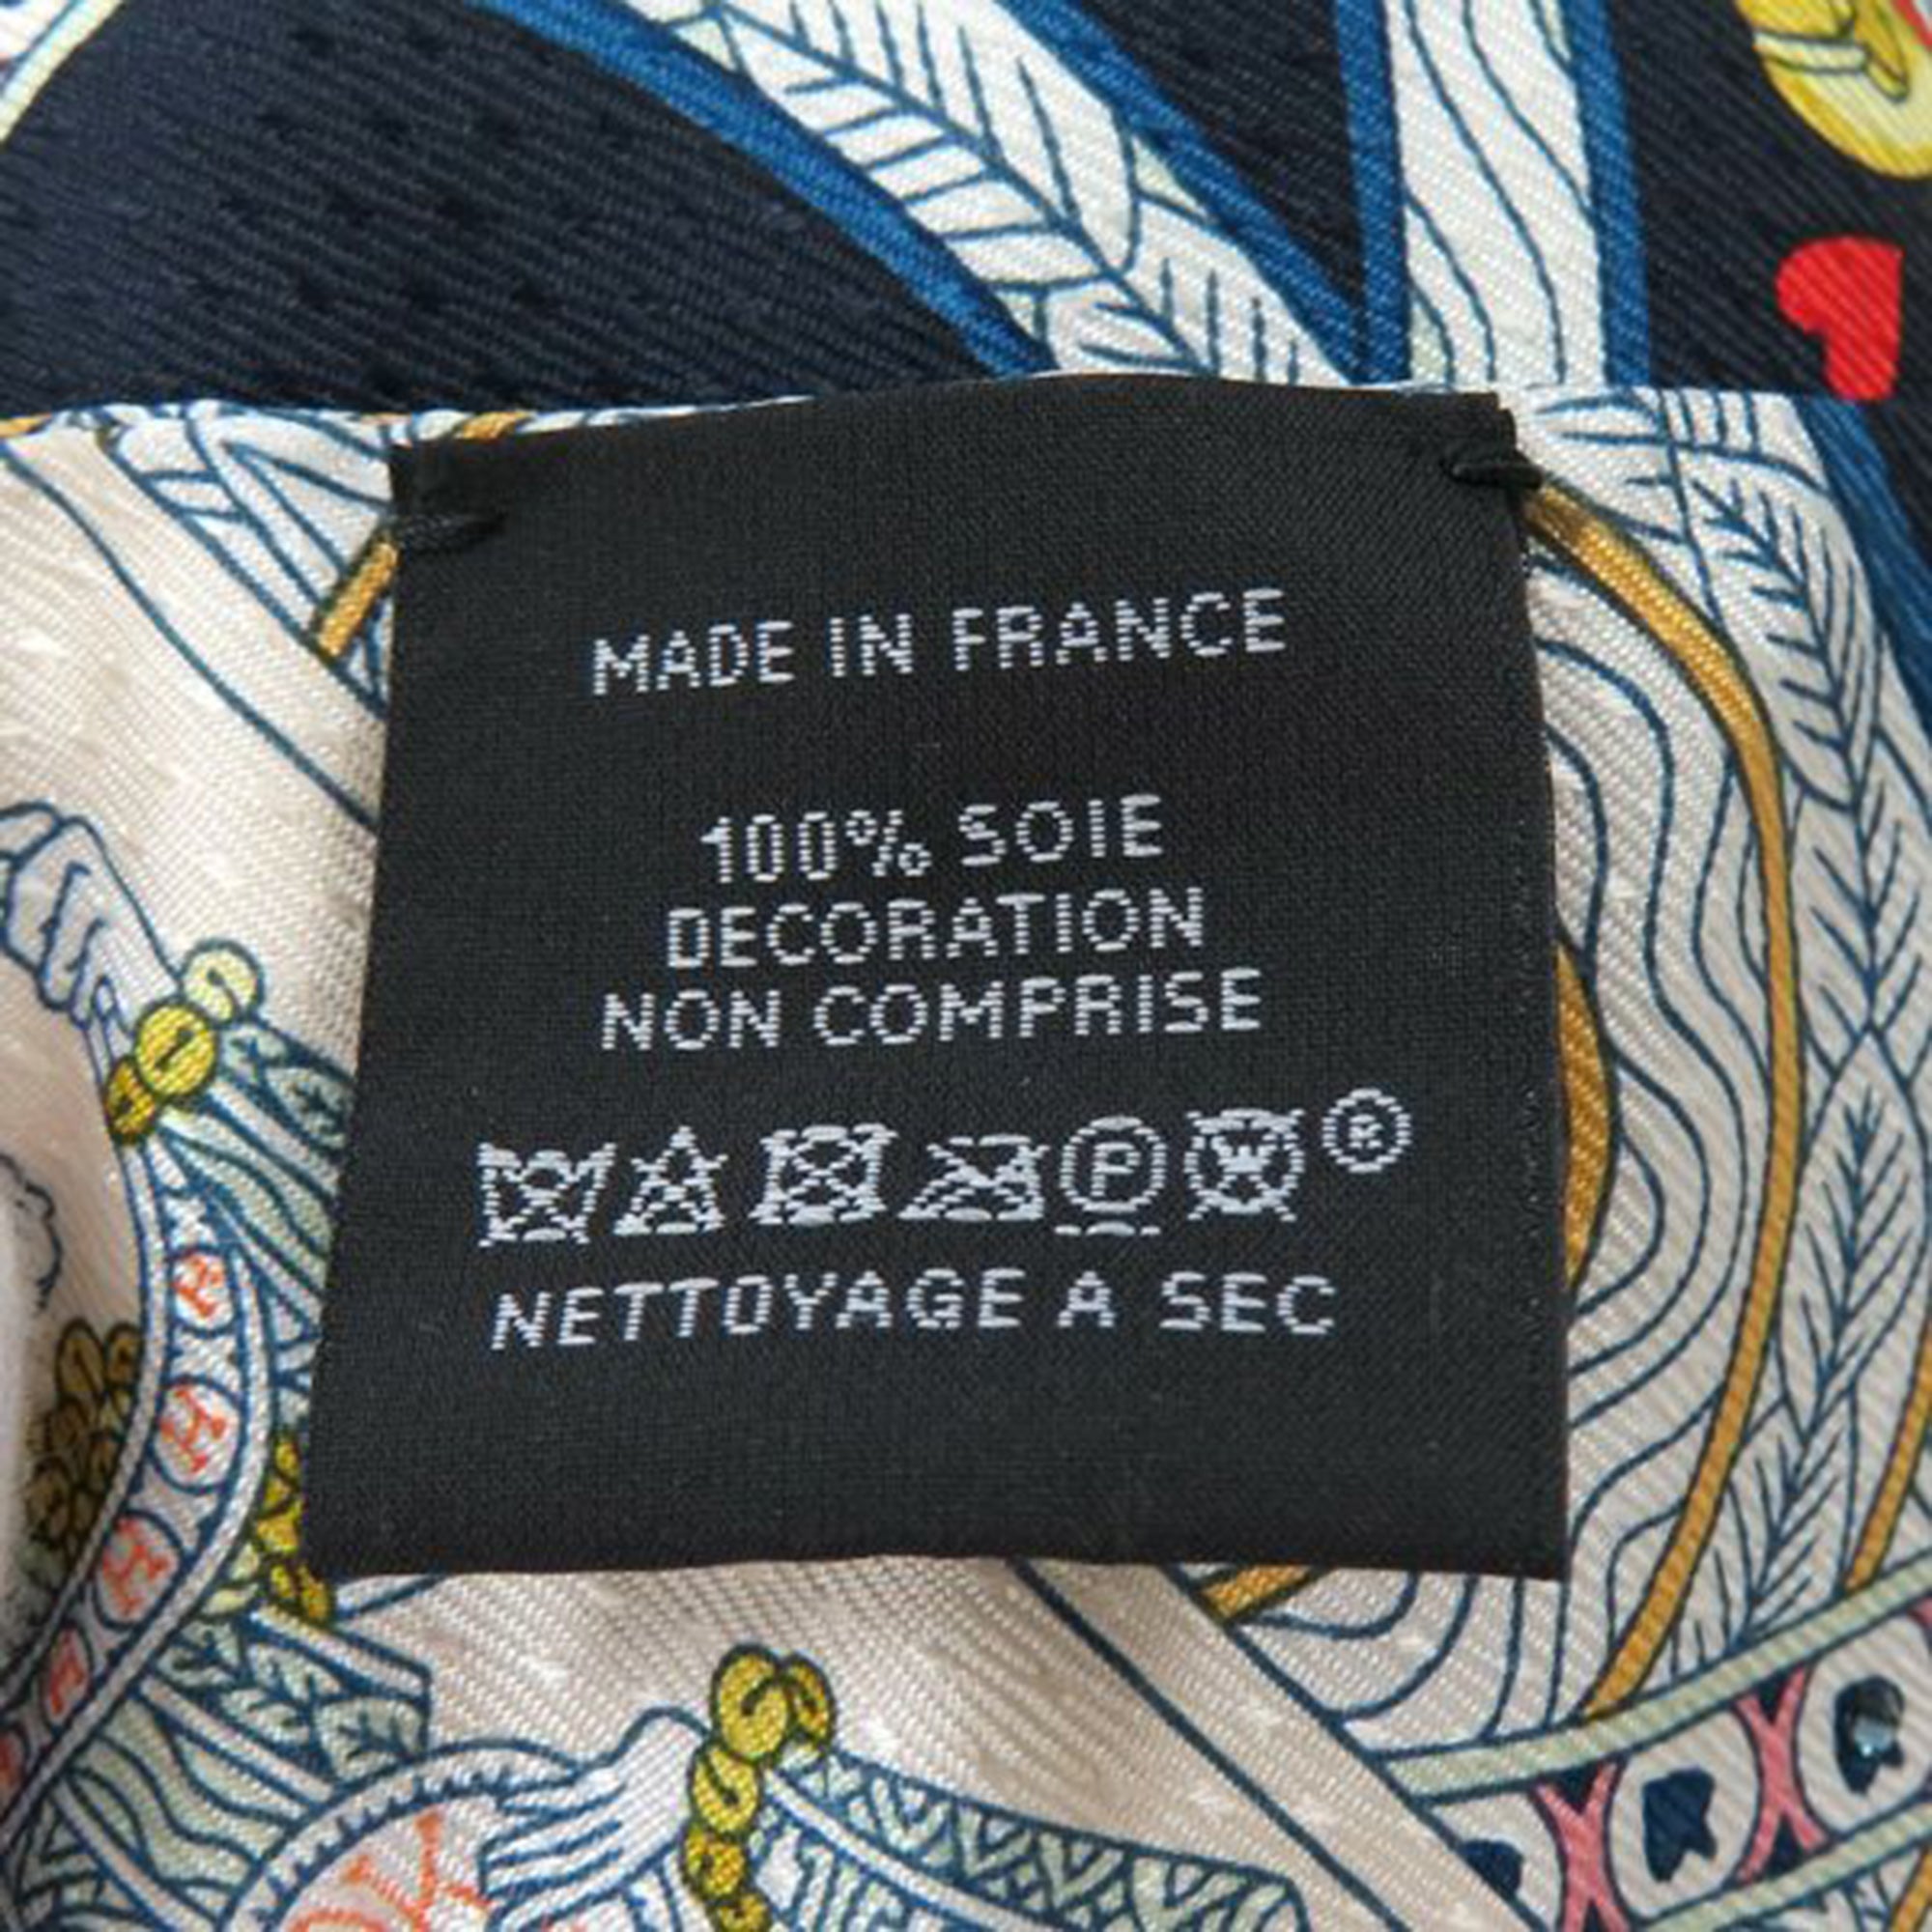 MADE IN FRANCE
100% SOIE
DECORATION
NON COMPRISE
P W ®
NETTOYAGE A SEC
H
H
H